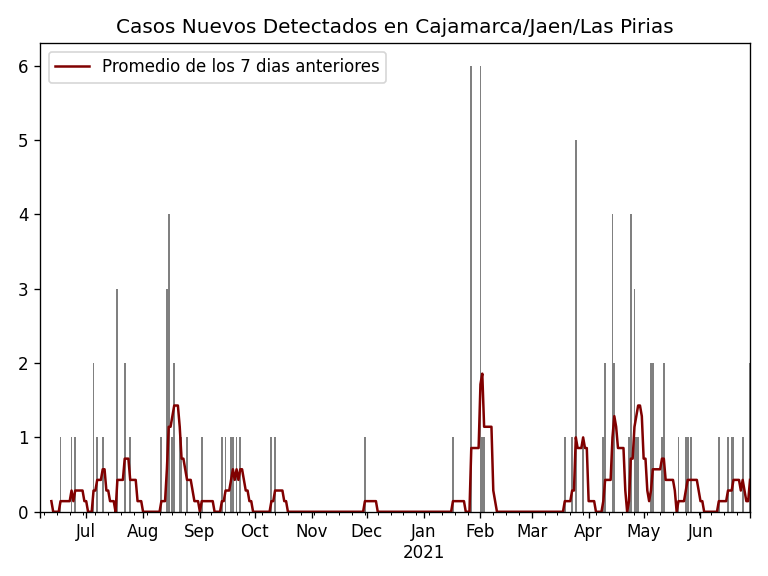 Casos Nuevos Detectados en Cajamarca/Jaen/Las Pirias
Promedio de los 7 dias anteriores
6
5
4
3
2
1
0
Jul Aug Sep Oct Nov Dec Jan Feb Mar Apr May Jun
2021